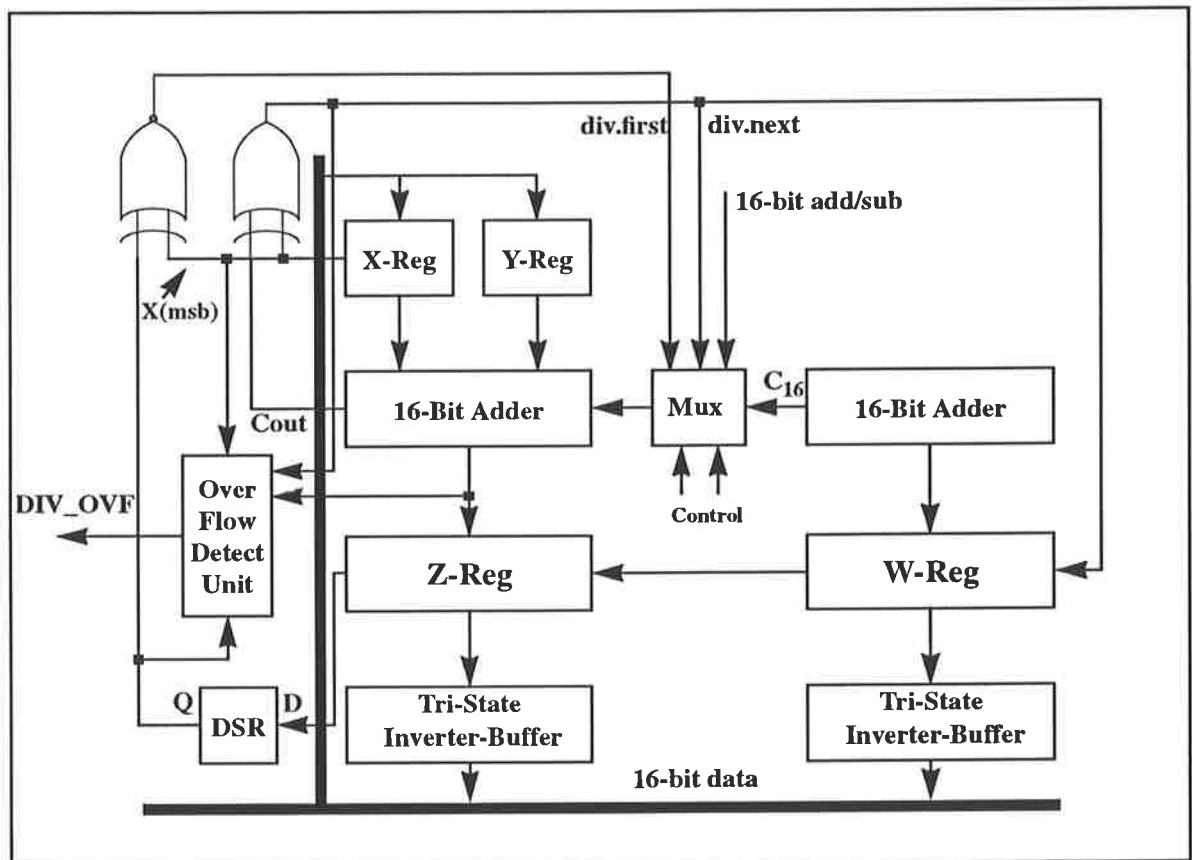 div.first
div.next
16-bit add/sub
X-Reg
Y-Reg
X(msb)
C16
16-Bit Adder
Mux
16-Bit Adder
Cout
Over
Flow
Detect
Unit
DIV_OVF
Control
Z-Reg
W-Reg
Q
D
DSR
Tri-State
Inverter-Buffer
Tri-State
Inverter-Buffer
16-bit data